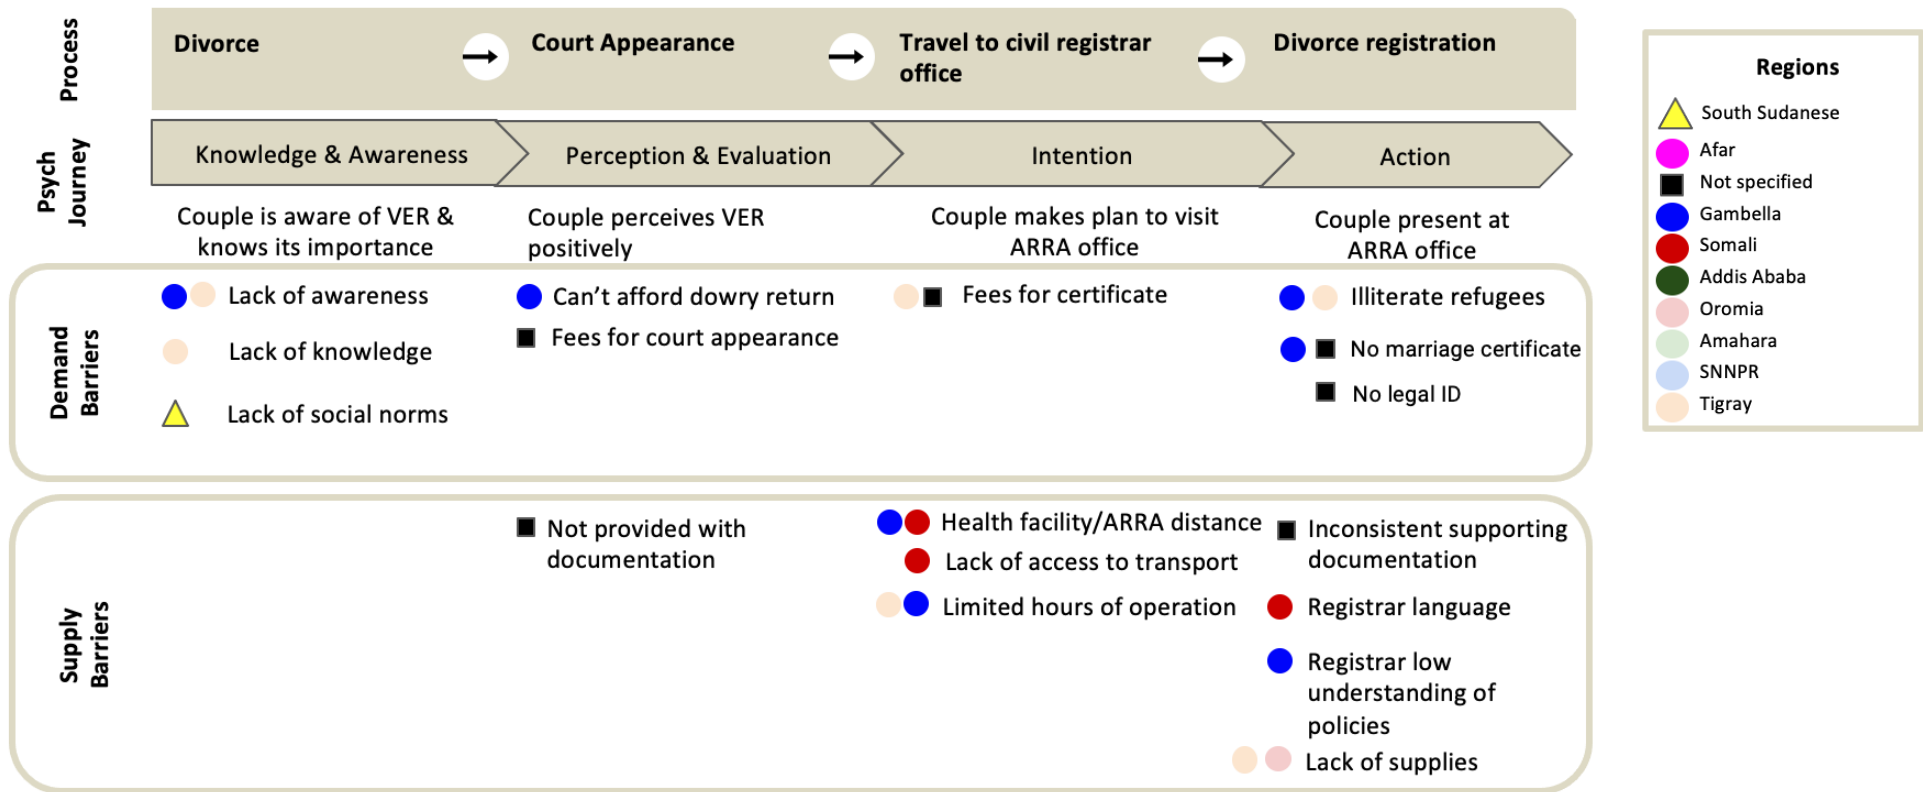 Process
Divorce
Court Appearance
Travel to civil registrar
office
Divorce registration
Psych
Journey
Knowledge & Awareness
Perception & Evaluation
Intention
Action
Couple is aware of VER &
knows its importance
Couple perceives VER
positively
Couple makes plan to visit
ARRA office
Couple present at
ARRA office
Demand
Barriers
Lack of awareness
Lack of knowledge
Lack of social norms
Can't afford dowry return
Fees for court appearance
Fees for certificate
Illiterate refugees
No marriage certificate
No legal ID
Supply
Barriers
Not provided with
documentation
Health facility/ARRA distance
Lack of access to transport
Limited hours of operation
Inconsistent supporting
documentation
Registrar language
Registrar low
understanding of
policies
Lack of supplies
Regions
South Sudanese
Afar
Not specified
Gambella
Somali
Addis Ababa
Oromia
Amahara
SNNPR
Tigray